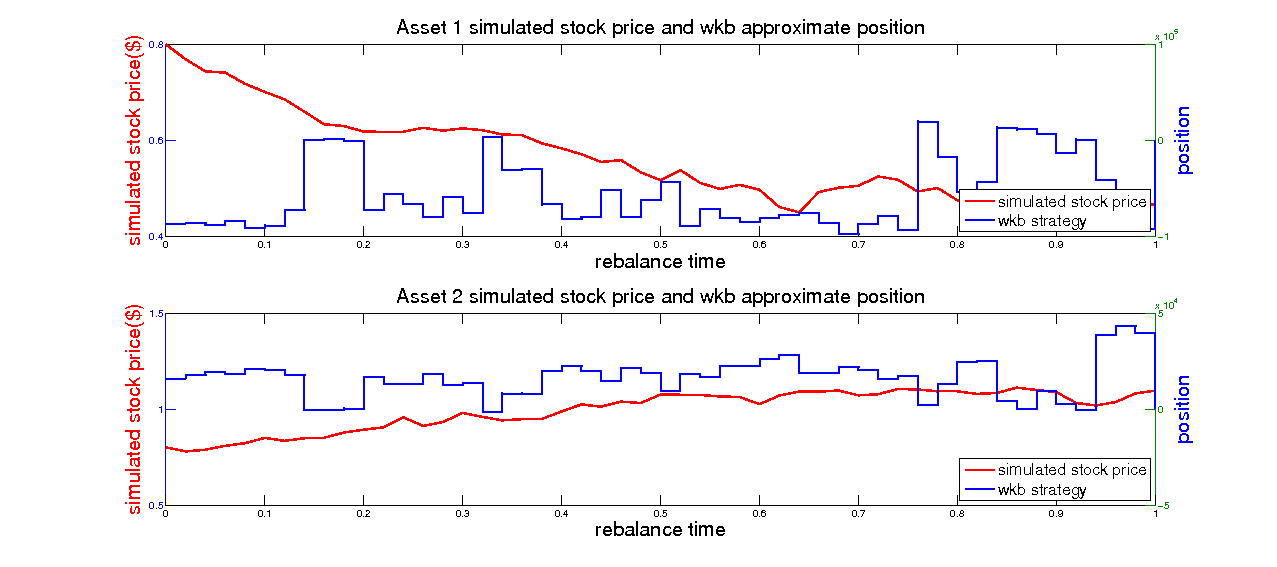 Asset 1 simulated stock price and wkb approximate position
x 10^5
0.8
0.6
0.4
1
0
-1
simulated stock price($)
position
simulated stock price
wkb strategy
0 0.1 0.2 0.3 0.4 0.5 0.6 0.7 0.8 0.9 1
rebalance time
Asset 2 simulated stock price and wkb approximate position
x 10^4
1.5
1
0.5
5
0
-5
simulated stock price($)
position
simulated stock price
wkb strategy
0 0.1 0.2 0.3 0.4 0.5 0.6 0.7 0.8 0.9 1
rebalance time